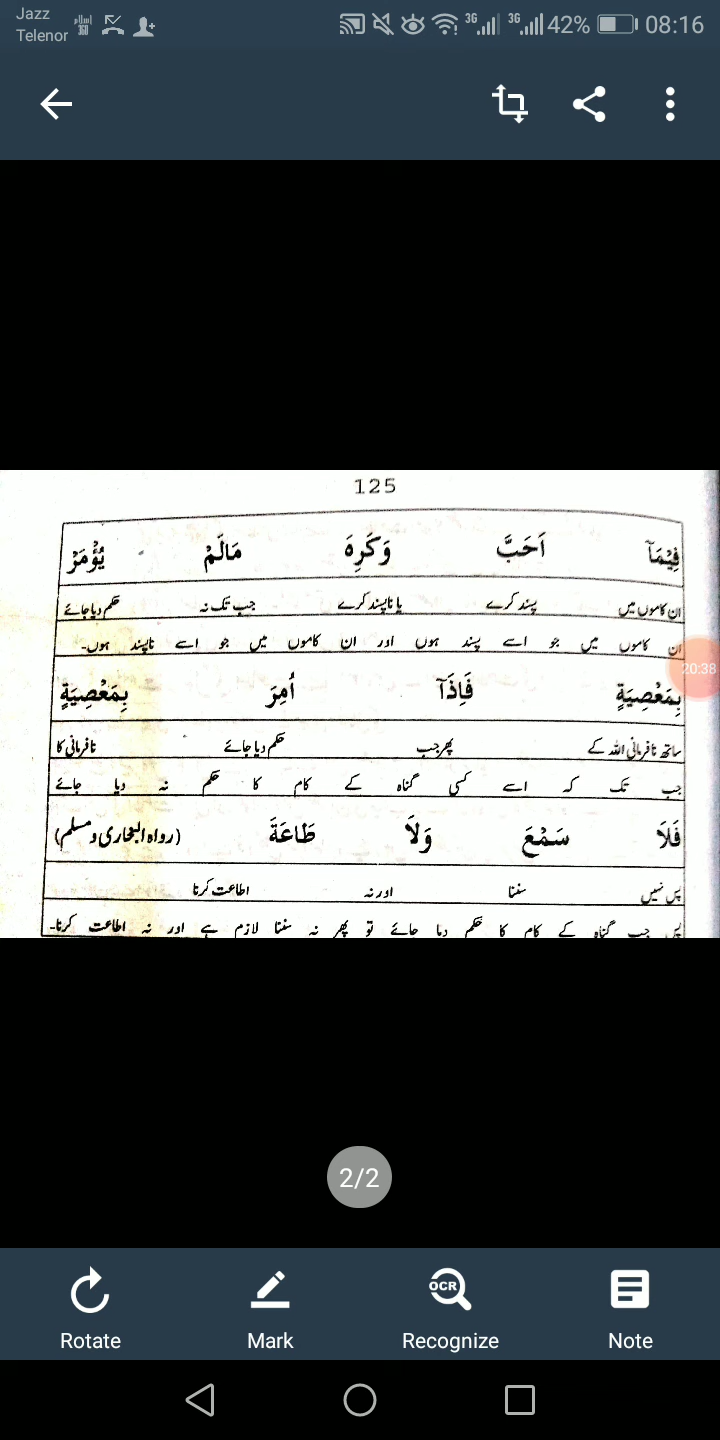 Jazz
Telenor
3G 3G 42% 08:16
125
فِيْمَآ اَحَبَّ وَكَرِهَ مَالَمْ يُؤْمَرْ
ان کاموں میں پسند کرے یا ناپسند کرے جب تک نہ حکم دیا جائے
ان کاموں میں جو اسے پسند ہوں اور ان کاموں میں جو اسے ناپسند ہوں۔
20:38
بِمَعْصِيَةٍ فَاِذَآ اُمِرَ بِمَعْصِيَةٍ
ساتھ نافرمانی اللہ کے پھر جب حکم دیا جائے نافرمانی کا
جب تک کہ اسے کسی گناہ کے کام کا حکم نہ دیا جائے
فَلَا سَمْعَ وَلَا طَاعَةَ (رواہ البخاری و مسلم)
پس نہیں سننا اور نہ اطاعت کرنا
پس جب گناہ کے کام کا حکم دیا جائے تو پھر نہ سننا لازم ہے اور نہ اطاعت کرنا۔
2/2
OCR
Rotate Mark Recognize Note